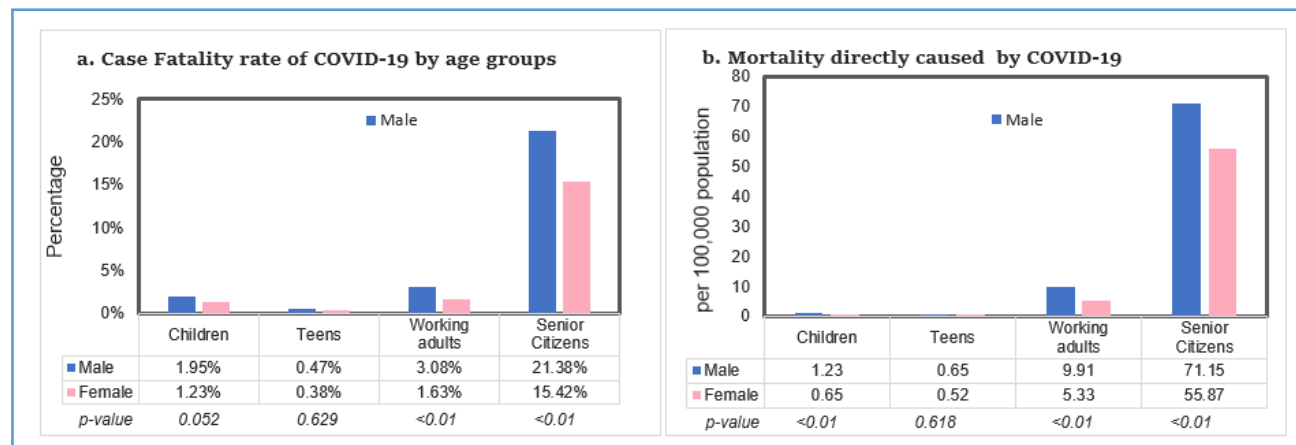 a. Case Fatality rate of COVID-19 by age groups
Percentage
25%
20%
15%
10%
5%
0%
Male
Children Teens Working adults Senior Citizens
Male 1.95% 0.47% 3.08% 21.38%
Female 1.23% 0.38% 1.63% 15.42%
p-value 0.052 0.629 <0.01 <0.01
b. Mortality directly caused by COVID-19
per 100,000 population
80
70
60
50
40
30
20
10
0
Male
Children Teens Working adults Senior Citizens
Male 1.23 0.65 9.91 71.15
Female 0.65 0.52 5.33 55.87
p-value <0.01 0.618 <0.01 <0.01